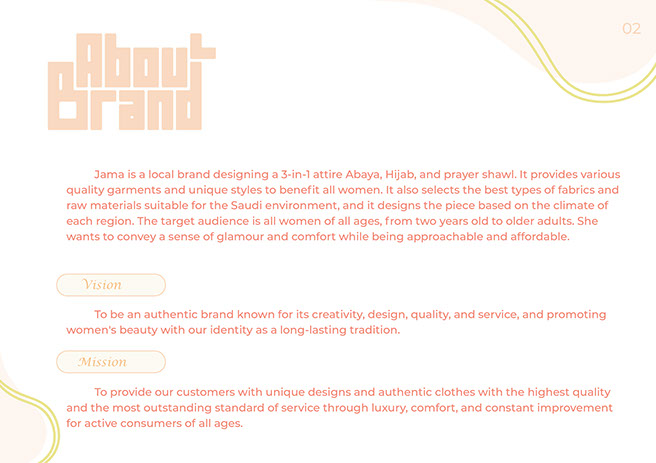 02
About
Brand
Jama is a local brand designing a 3-in-1 attire Abaya, Hijab, and prayer shawl. It provides various
quality garments and unique styles to benefit all women. It also selects the best types of fabrics and
raw materials suitable for the Saudi environment, and it designs the piece based on the climate of
each region. The target audience is all women of all ages, from two years old to older adults. She
wants to convey a sense of glamour and comfort while being approachable and affordable.
Vision
To be an authentic brand known for its creativity, design, quality, and service, and promoting
women's beauty with our identity as a long-lasting tradition.
Mission
To provide our customers with unique designs and authentic clothes with the highest quality
and the most outstanding standard of service through luxury, comfort, and constant improvement
for active consumers of all ages.